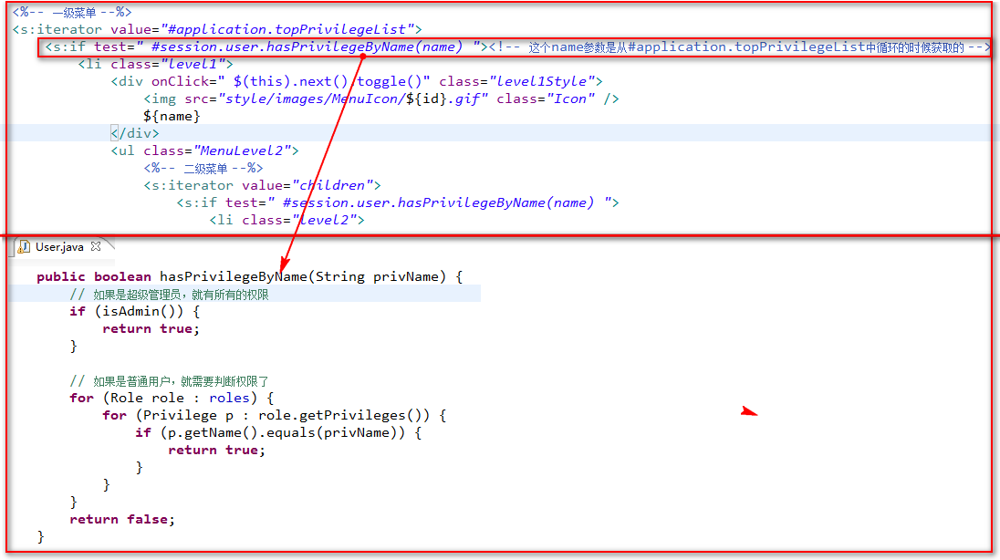 <%-- 一级菜单 --%>
<s:iterator value="#application.topPrivilegeList">
<s:if test=" #session.user.hasPrivilegeByName(name) "><!-- 这个name参数是从#application.topPrivilegeList中循环的时候获取的 -->
<li class="level1">
<div onClick=" $(this).next().toggle()" class="level1Style">
<img src="style/images/MenuIcon/${id}.gif" class="Icon" />
${name}
</div>
<ul class="MenuLevel2">
<%-- 二级菜单 --%>
<s:iterator value="children">
<s:if test=" #session.user.hasPrivilegeByName(name) ">
<li class="level2">
User.java
public boolean hasPrivilegeByName(String privName) {
// 如果是超级管理员，就有所有的权限
if (isAdmin()) {
return true;
}
// 如果是普通用户，就需要判断权限了
for (Role role : roles) {
for (Privilege p : role.getPrivileges()) {
if (p.getName().equals(privName)) {
return true;
}
}
}
return false;
}